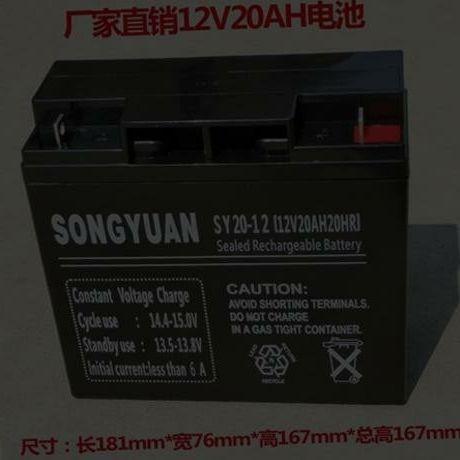 厂家直销12V20AH电池
SONGYUAN
SY20-12 [12V20AH20HR]
Sealed Rechargeable Battery
Constant Voltage Charge
Cycle use : 14.4-15.0V
Standby use : 13.5-13.8V
Initial current:less than 6 A
CAUTION:
AVOID SHORTING TERMINALS.
DO NOT CHARGE
IN A GAS TIGHT CONTAINER.
尺寸：长181mm*宽76mm*高167mm*总高167mm